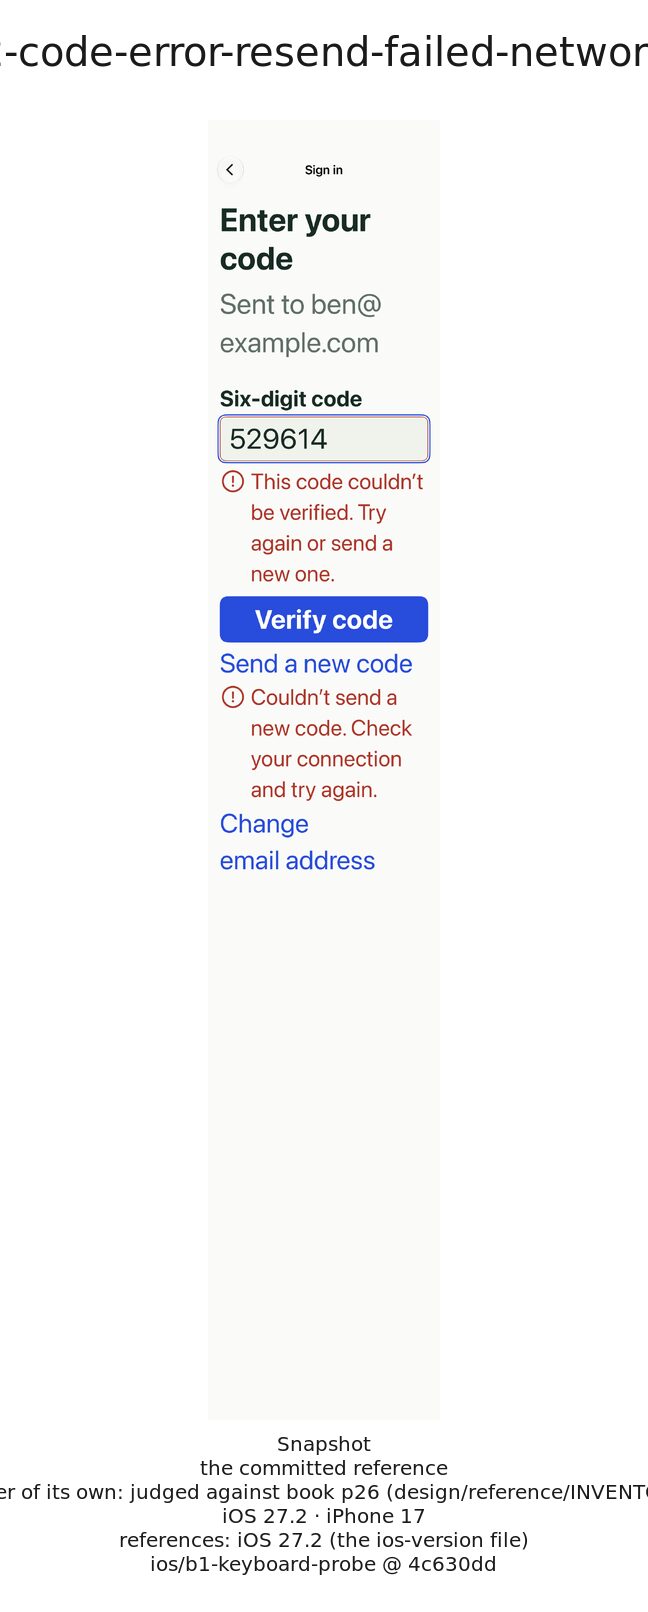 -code-error-resend-failed-networ
Sign in
Enter your
code
Sent to ben@
example.com
Six-digit code
529614
This code couldn’t
be verified. Try
again or send a
new one.
Verify code
Send a new code
Couldn’t send a
new code. Check
your connection
and try again.
Change
email address
Snapshot
the committed reference
of its own: judged against book p26 (design/reference/INVENT
iOS 27.2 · iPhone 17
references: iOS 27.2 (the ios-version file)
ios/b1-keyboard-probe @ 4c630dd